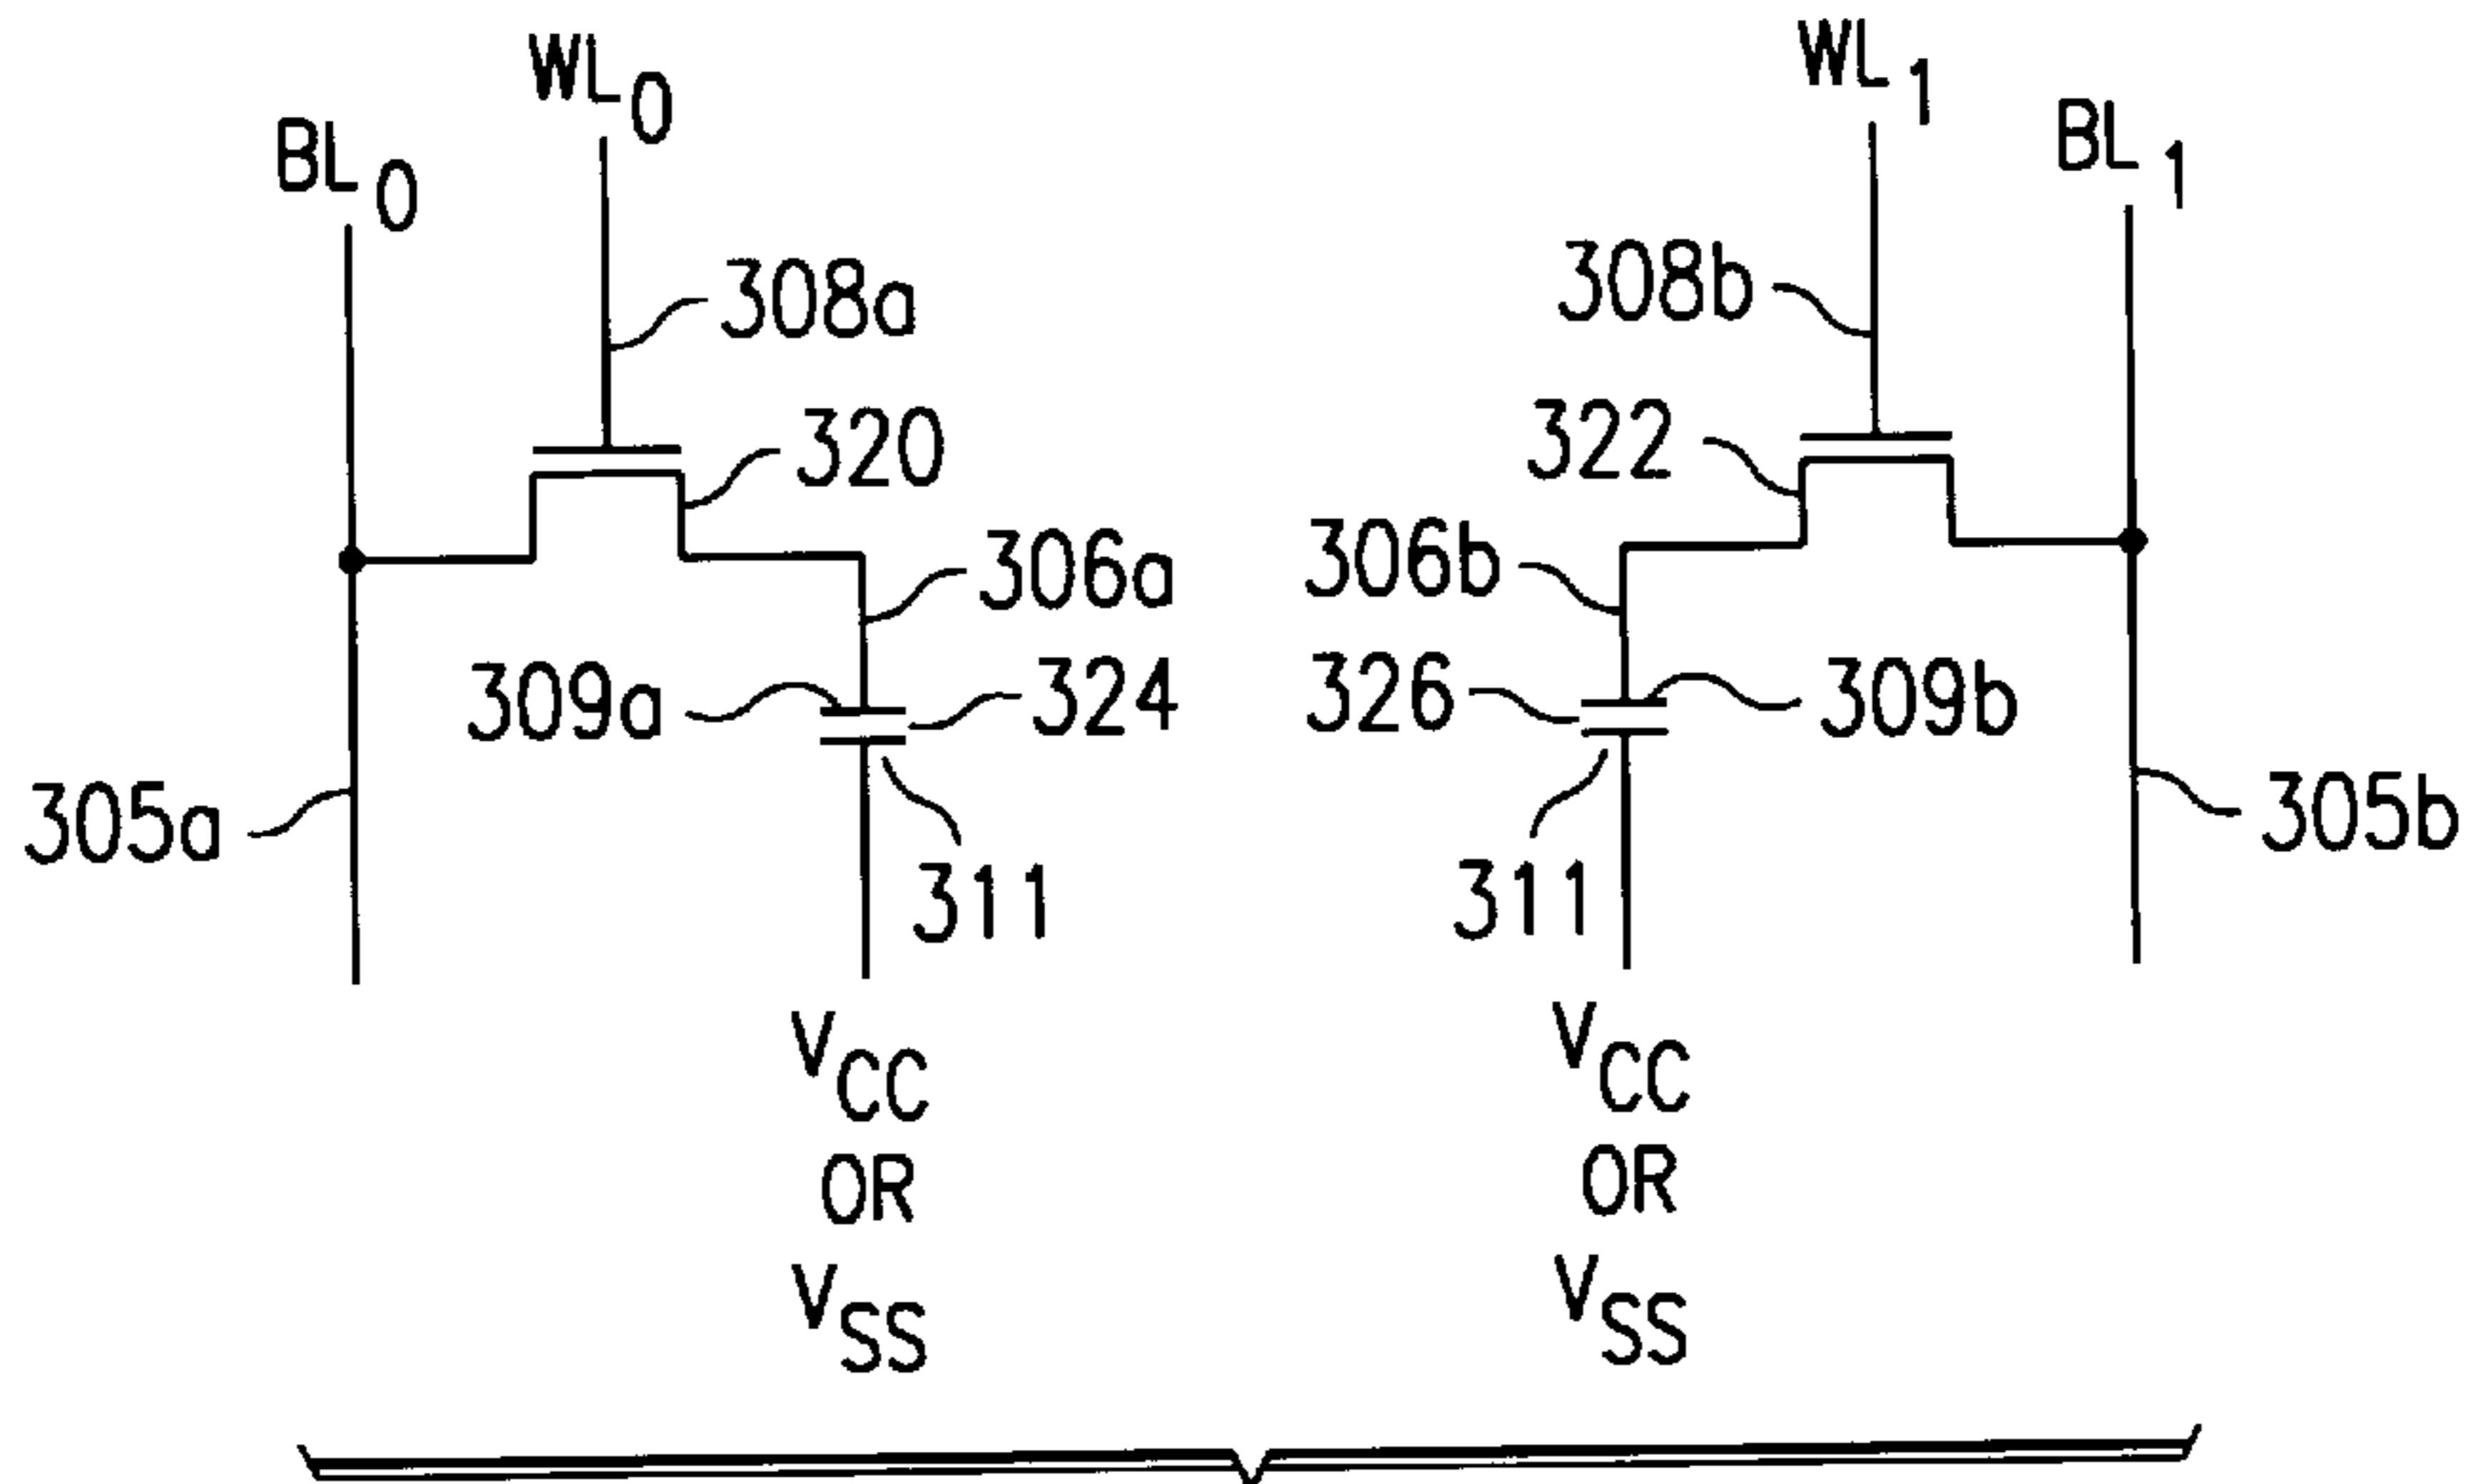 WL0
WL1
BL0
BL1
308a
308b
320
322
306a
306b
309a
324
326
309b
305a
305b
311
311
VCC
OR
VSS
VCC
OR
VSS